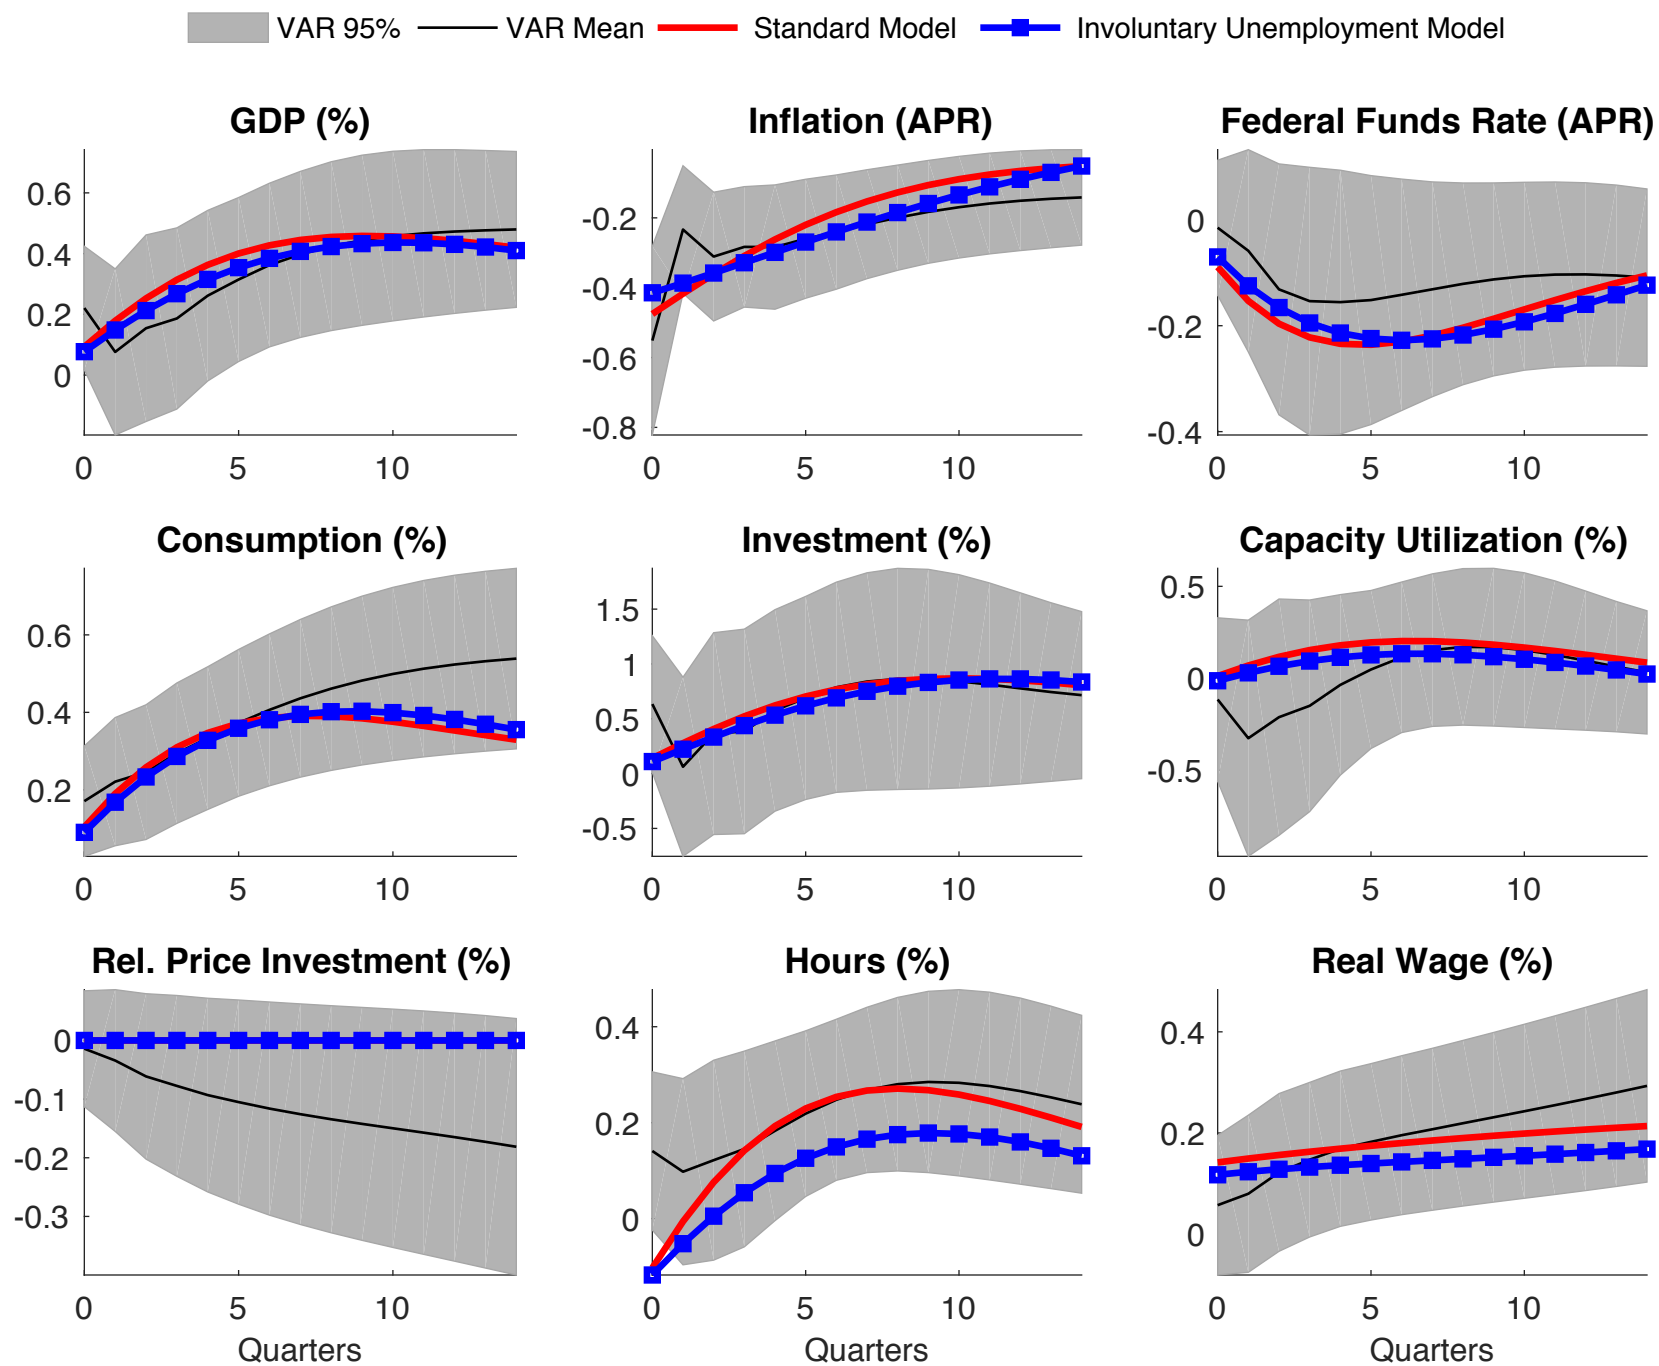 VAR 95% VAR Mean Standard Model Involuntary Unemployment Model
GDP (%) Inflation (APR) Federal Funds Rate (APR)
0.6
0.4
0.2
0
0 5 10
-0.2
-0.4
-0.6
-0.8
0 5 10
0
-0.2
-0.4
0 5 10
Consumption (%) Investment (%) Capacity Utilization (%)
0.6
0.4
0.2
0 5 10
1.5
1
0.5
0
-0.5
0 5 10
0.5
0
-0.5
0 5 10
Rel. Price Investment (%) Hours (%) Real Wage (%)
0
-0.1
-0.2
-0.3
0 5 10
Quarters
0.4
0.2
0
0 5 10
Quarters
0.4
0.2
0
0 5 10
Quarters